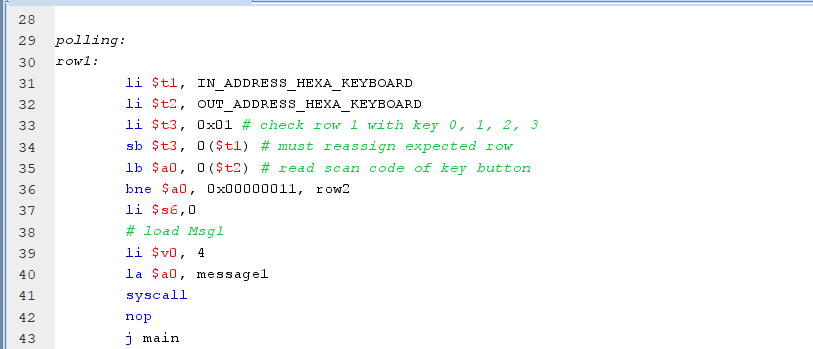 28
29 polling:
30 row1:
31 li $t1, IN_ADDRESS_HEXA_KEYBOARD
32 li $t2, OUT_ADDRESS_HEXA_KEYBOARD
33 li $t3, 0x01 # check row 1 with key 0, 1, 2, 3
34 sb $t3, 0($t1) # must reassign expected row
35 lb $a0, 0($t2) # read scan code of key button
36 bne $a0, 0x00000011, row2
37 li $s6,0
38 # load Msg1
39 li $v0, 4
40 la $a0, message1
41 syscall
42 nop
43 j main